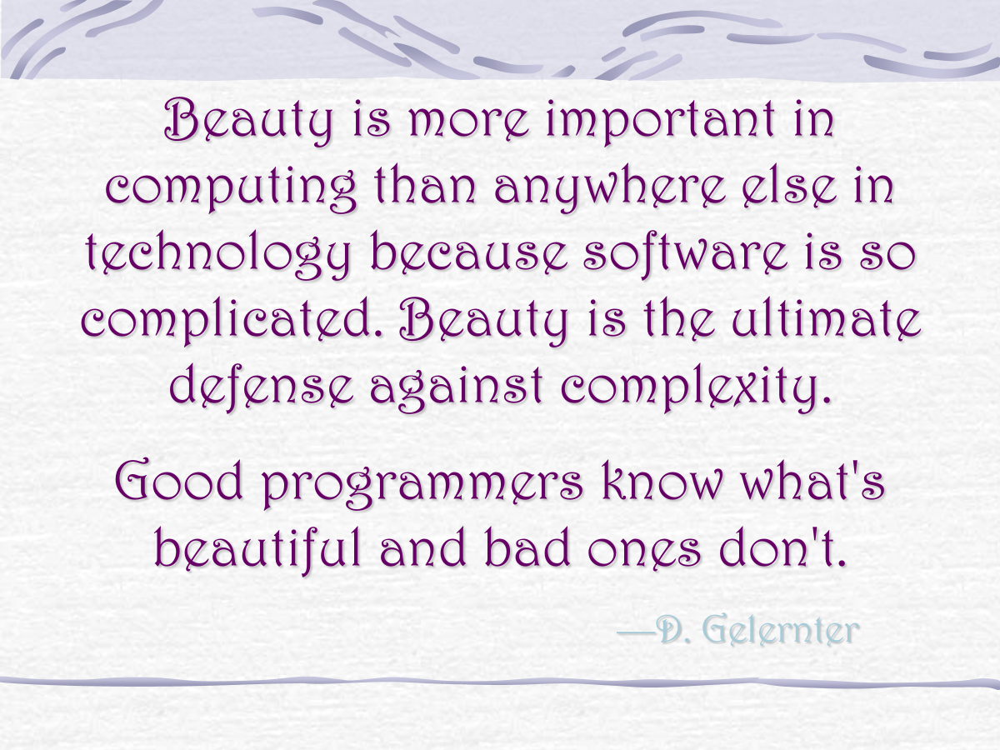 Beauty is more important in
computing than anywhere else in
technology because software is so
complicated. Beauty is the ultimate
defense against complexity.
Good programmers know what's
beautiful and bad ones don't.
—D. Gelernter